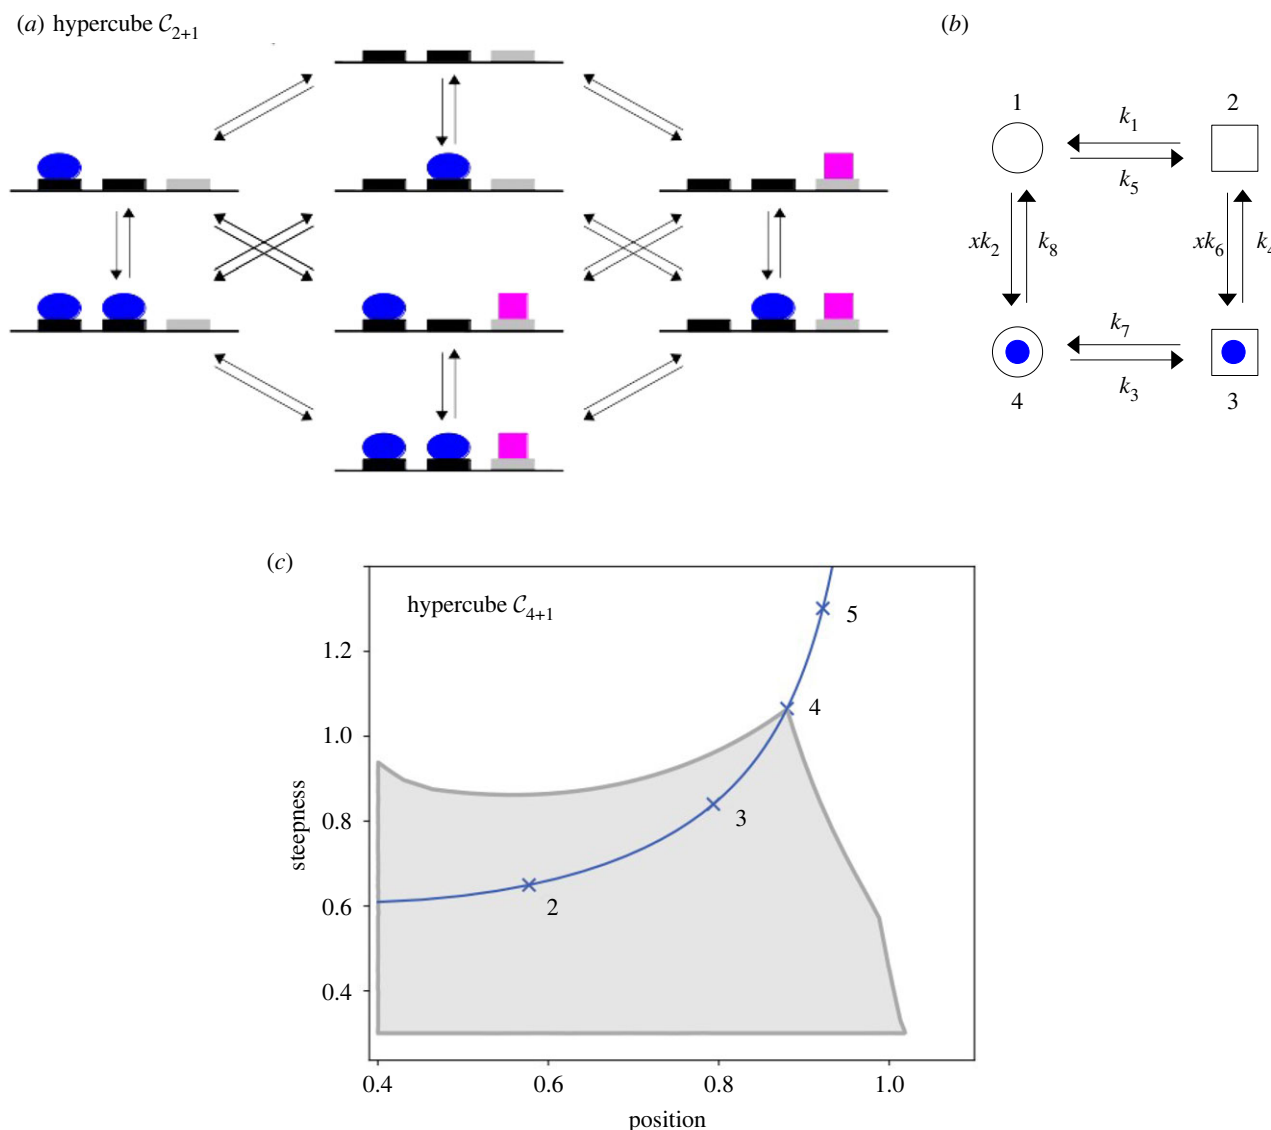 (a) hypercube C2+1
(b)
1
2
k1
k5
xk2
k8
xk6
k4
k7
k3
4
3
(c)
hypercube C4+1
5
4
3
2
steepness
1.2
1.0
0.8
0.6
0.4
0.4 0.6 0.8 1.0
position